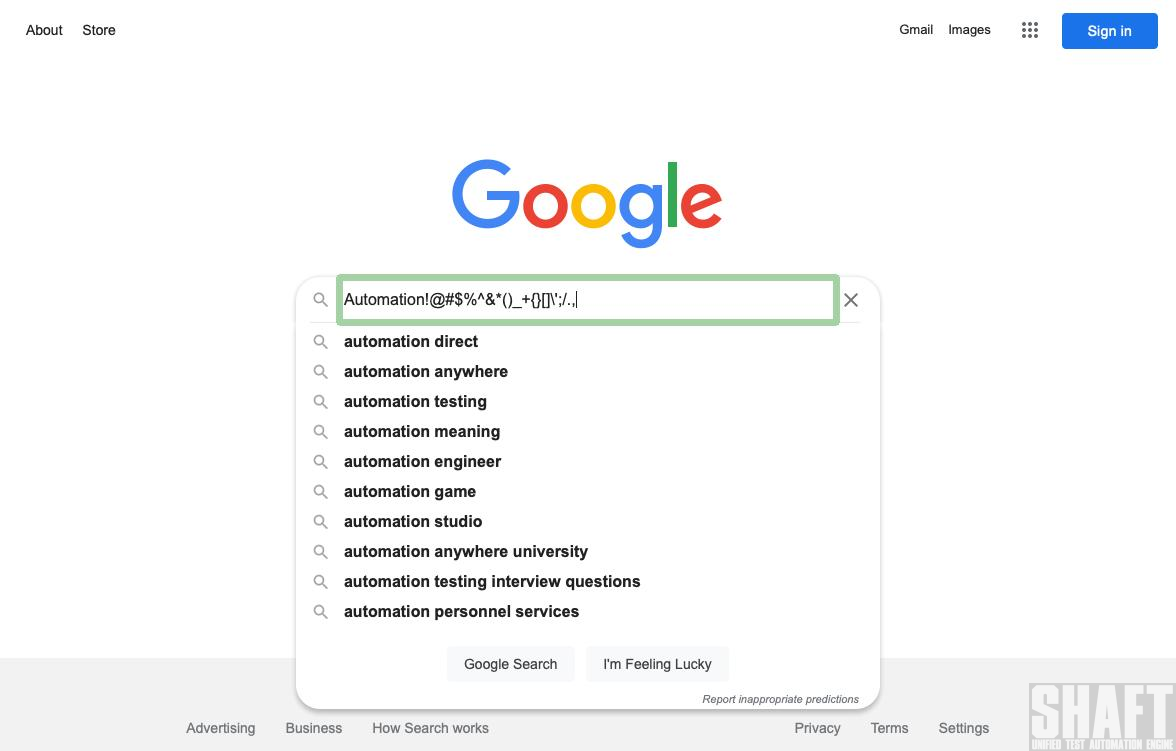 About Store Gmail Images Sign in
Google
Automation!@#$%^&*()_+{}[]\';/.,
automation direct
automation anywhere
automation testing
automation meaning
automation engineer
automation game
automation studio
automation anywhere university
automation testing interview questions
automation personnel services
Google Search I'm Feeling Lucky
Report inappropriate predictions
Advertising Business How Search works Privacy Terms Settings
SHAFT
UNIFIED TEST AUTOMATION ENGINE